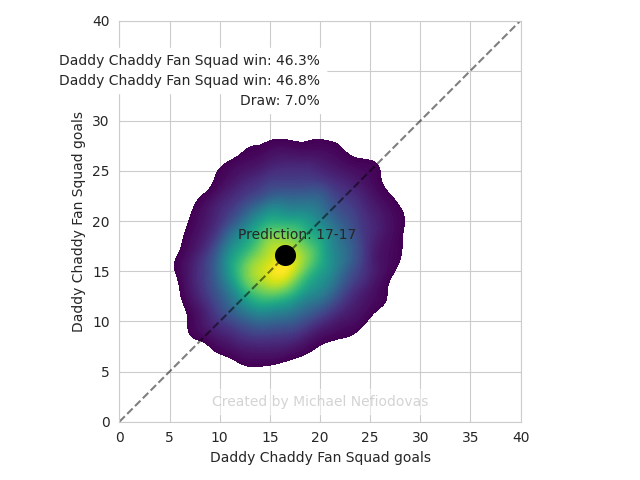 40
Daddy Chaddy Fan Squad win: 46.3%
Daddy Chaddy Fan Squad win: 46.8%
Draw: 7.0%
30
25
20
15
10
5
0
Daddy Chaddy Fan Squad goals
Prediction: 17-17
Created by Michael Nefiodovas
0 5 10 15 20 25 30 35 40
Daddy Chaddy Fan Squad goals